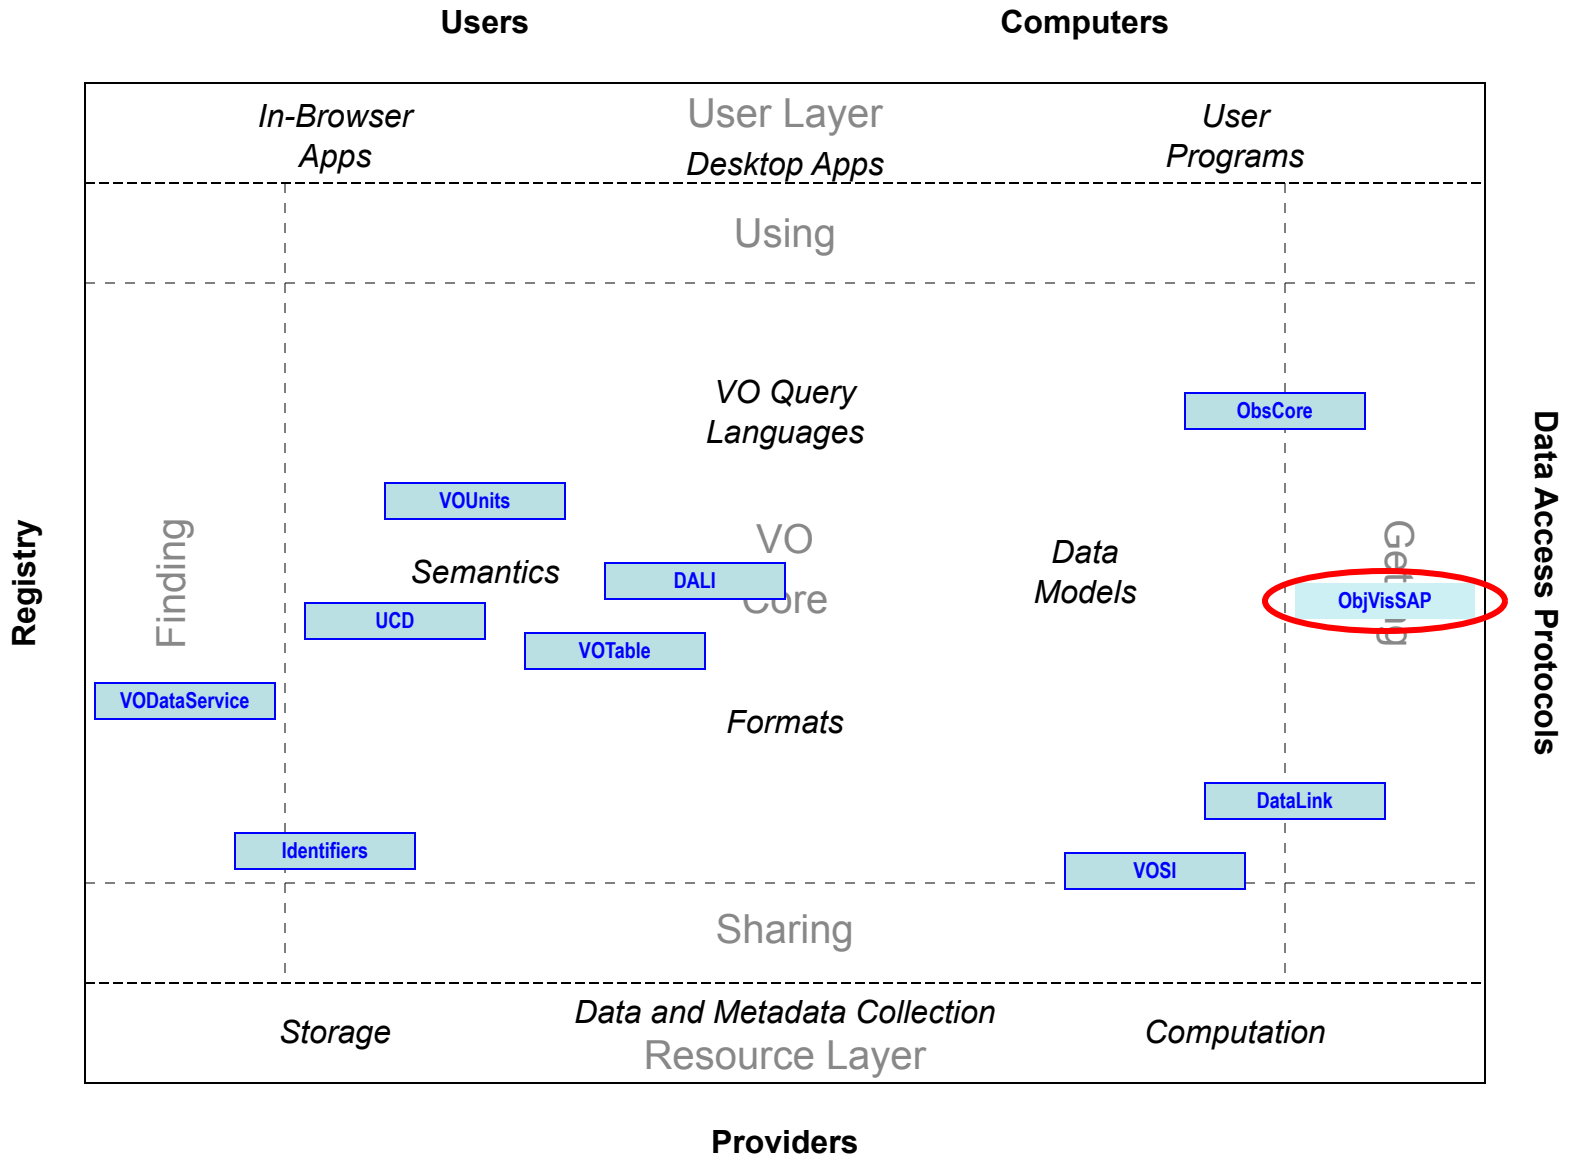 Users
Computers
In-Browser
Apps
User Layer
Desktop Apps
User
Programs
Using
VO Query
Languages
ObsCore
VOUnits
Semantics
DALI
VO
Core
UCD
VOTable
Data
Models
Finding
Getting
ObjVisSAP
Registry
Data Access Protocols
VODataService
Formats
DataLink
Identifiers
VOSI
Sharing
Storage
Data and Metadata Collection
Resource Layer
Computation
Providers